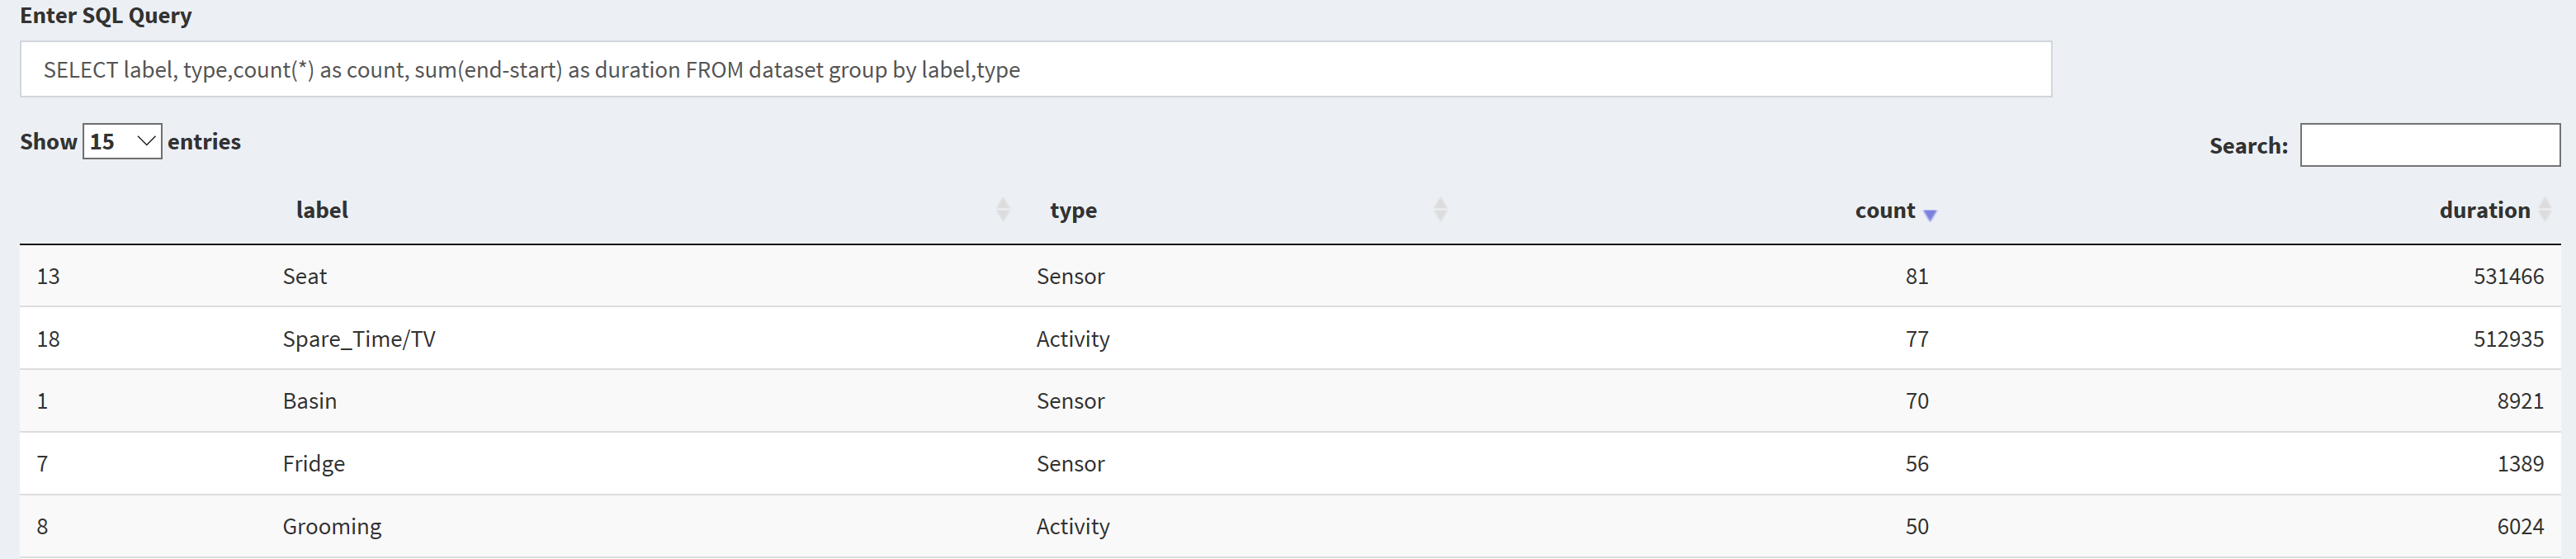 Enter SQL Query
SELECT label, type,count(*) as count, sum(end-start) as duration FROM dataset group by label,type
Show 15 entries Search:
label type count duration
13 Seat Sensor 81 531466
18 Spare_Time/TV Activity 77 512935
1 Basin Sensor 70 8921
7 Fridge Sensor 56 1389
8 Grooming Activity 50 6024